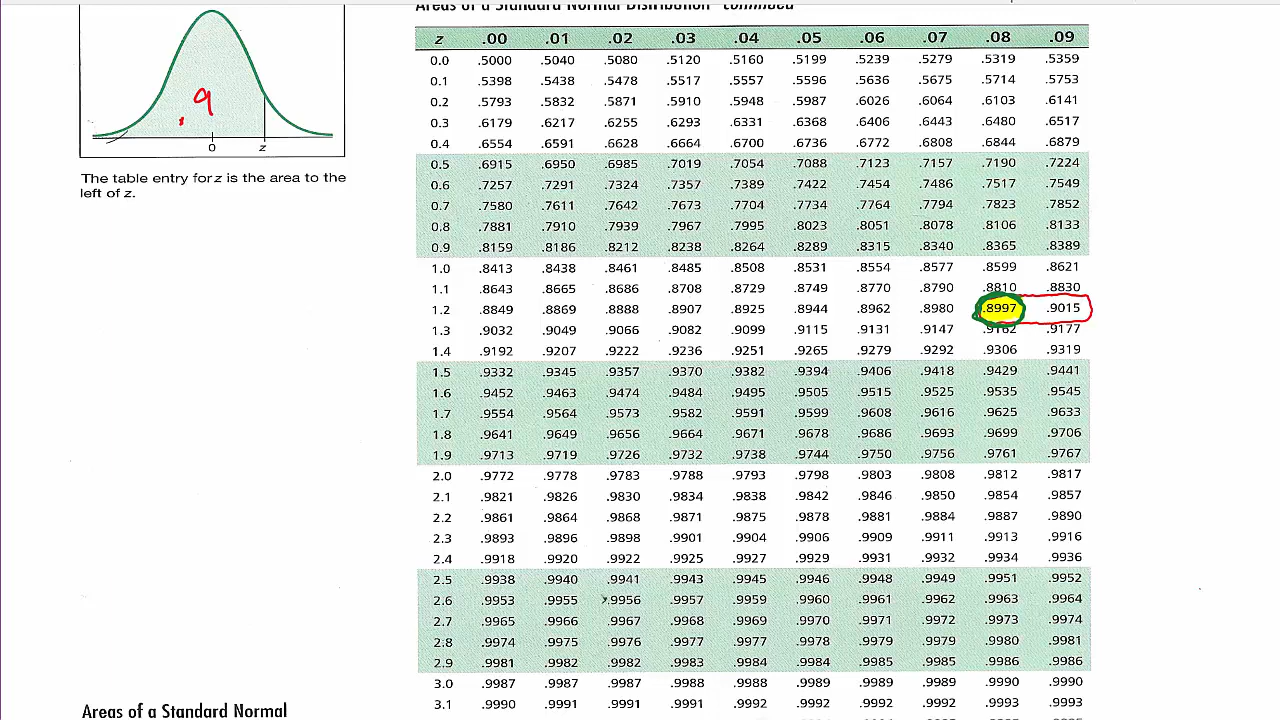 Areas of a Standard Normal Distribution continued
z .00 .01 .02 .03 .04 .05 .06 .07 .08 .09
0.0 .5000 .5040 .5080 .5120 .5160 .5199 .5239 .5279 .5319 .5359
0.1 .5398 .5438 .5478 .5517 .5557 .5596 .5636 .5675 .5714 .5753
0.2 .5793 .5832 .5871 .5910 .5948 .5987 .6026 .6064 .6103 .6141
0.3 .6179 .6217 .6255 .6293 .6331 .6368 .6406 .6443 .6480 .6517
0.4 .6554 .6591 .6628 .6664 .6700 .6736 .6772 .6808 .6844 .6879
0.5 .6915 .6950 .6985 .7019 .7054 .7088 .7123 .7157 .7190 .7224
0.6 .7257 .7291 .7324 .7357 .7389 .7422 .7454 .7486 .7517 .7549
0.7 .7580 .7611 .7642 .7673 .7704 .7734 .7764 .7794 .7823 .7852
0.8 .7881 .7910 .7939 .7967 .7995 .8023 .8051 .8078 .8106 .8133
0.9 .8159 .8186 .8212 .8238 .8264 .8289 .8315 .8340 .8365 .8389
1.0 .8413 .8438 .8461 .8485 .8508 .8531 .8554 .8577 .8599 .8621
1.1 .8643 .8665 .8686 .8708 .8729 .8749 .8770 .8790 .8810 .8830
1.2 .8849 .8869 .8888 .8907 .8925 .8944 .8962 .8980 .8997 .9015
1.3 .9032 .9049 .9066 .9082 .9099 .9115 .9131 .9147 .9162 .9177
1.4 .9192 .9207 .9222 .9236 .9251 .9265 .9279 .9292 .9306 .9319
1.5 .9332 .9345 .9357 .9370 .9382 .9394 .9406 .9418 .9429 .9441
1.6 .9452 .9463 .9474 .9484 .9495 .9505 .9515 .9525 .9535 .9545
1.7 .9554 .9564 .9573 .9582 .9591 .9599 .9608 .9616 .9625 .9633
1.8 .9641 .9649 .9656 .9664 .9671 .9678 .9686 .9693 .9699 .9706
1.9 .9713 .9719 .9726 .9732 .9738 .9744 .9750 .9756 .9761 .9767
2.0 .9772 .9778 .9783 .9788 .9793 .9798 .9803 .9808 .9812 .9817
2.1 .9821 .9826 .9830 .9834 .9838 .9842 .9846 .9850 .9854 .9857
2.2 .9861 .9864 .9868 .9871 .9875 .9878 .9881 .9884 .9887 .9890
2.3 .9893 .9896 .9898 .9901 .9904 .9906 .9909 .9911 .9913 .9916
2.4 .9918 .9920 .9922 .9925 .9927 .9929 .9931 .9932 .9934 .9936
2.5 .9938 .9940 .9941 .9943 .9945 .9946 .9948 .9949 .9951 .9952
2.6 .9953 .9955 .9956 .9957 .9959 .9960 .9961 .9962 .9963 .9964
2.7 .9965 .9966 .9967 .9968 .9969 .9970 .9971 .9972 .9973 .9974
2.8 .9974 .9975 .9976 .9977 .9977 .9978 .9979 .9979 .9980 .9981
2.9 .9981 .9982 .9982 .9983 .9984 .9984 .9985 .9985 .9986 .9986
3.0 .9987 .9987 .9987 .9988 .9988 .9989 .9989 .9989 .9990 .9990
3.1 .9990 .9991 .9991 .9991 .9992 .9992 .9992 .9992 .9993 .9993
.9
0 z
The table entry for z is the area to the
left of z.
Areas of a Standard Normal